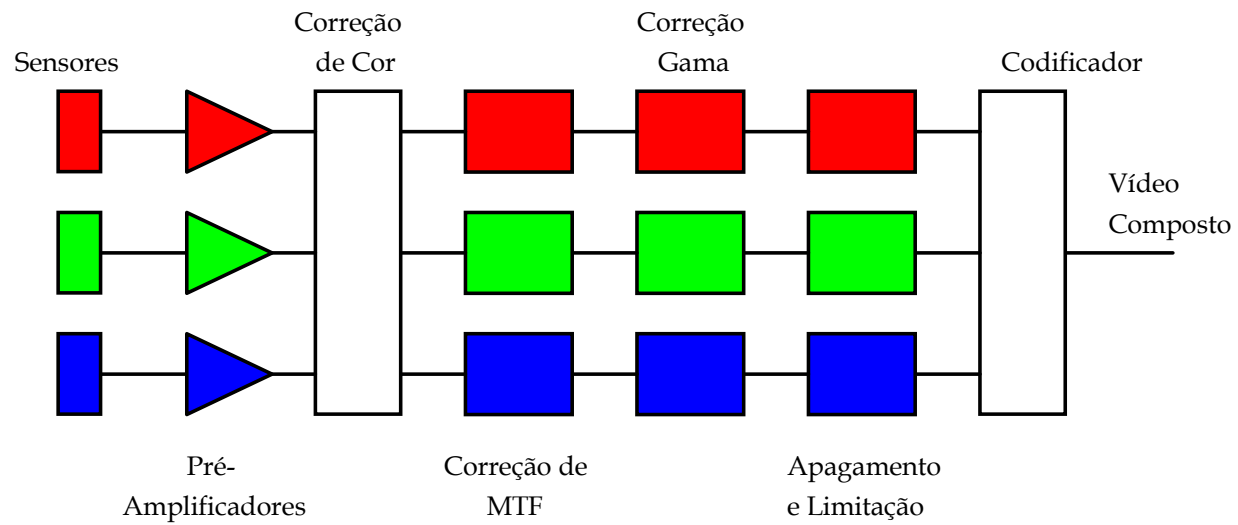 Sensores
Correção
de Cor
Correção
Gama
Codificador
Vídeo
Composto
Pré-
Amplificadores
Correção de
MTF
Apagamento
e Limitação